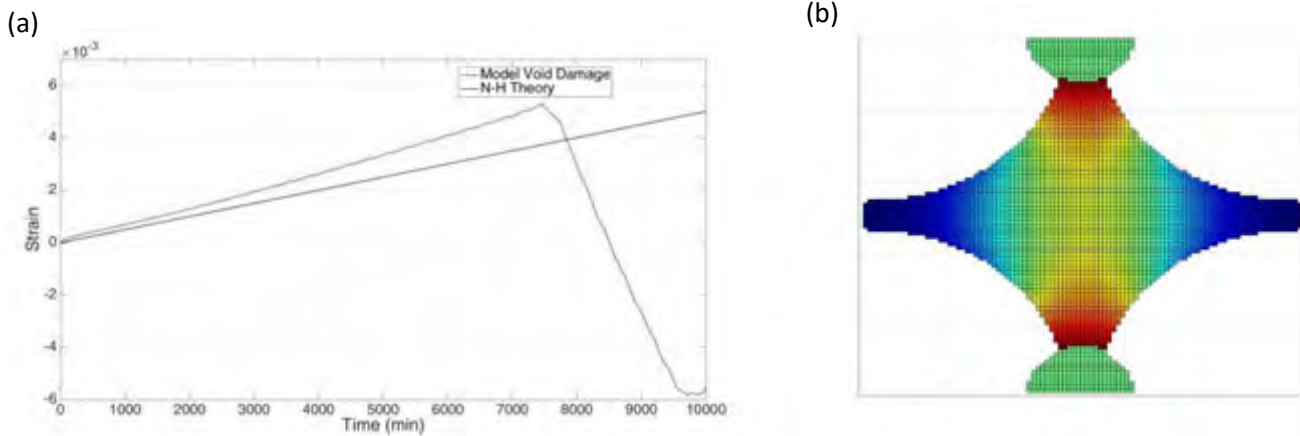 (a)
(b)
×10⁻³
Model Void Damage
N-H Theory
6
4
2
0
-2
-4
-6
Strain
0 1000 2000 3000 4000 5000 6000 7000 8000 9000 10000
Time (min)